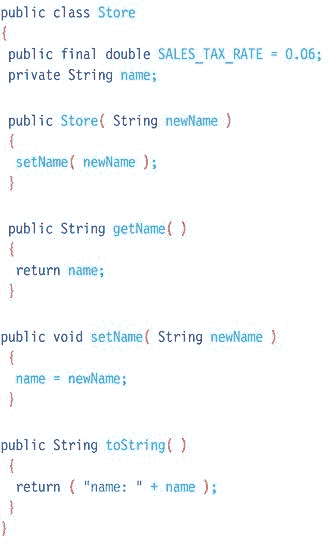 public class Store
{
public final double SALES_TAX_RATE = 0.06;
private String name;
public Store( String newName )
{
setName( newName );
}
public String getName( )
{
return name;
}
public void setName( String newName )
{
name = newName;
}
public String toString( )
{
return ( "name: " + name );
}
}